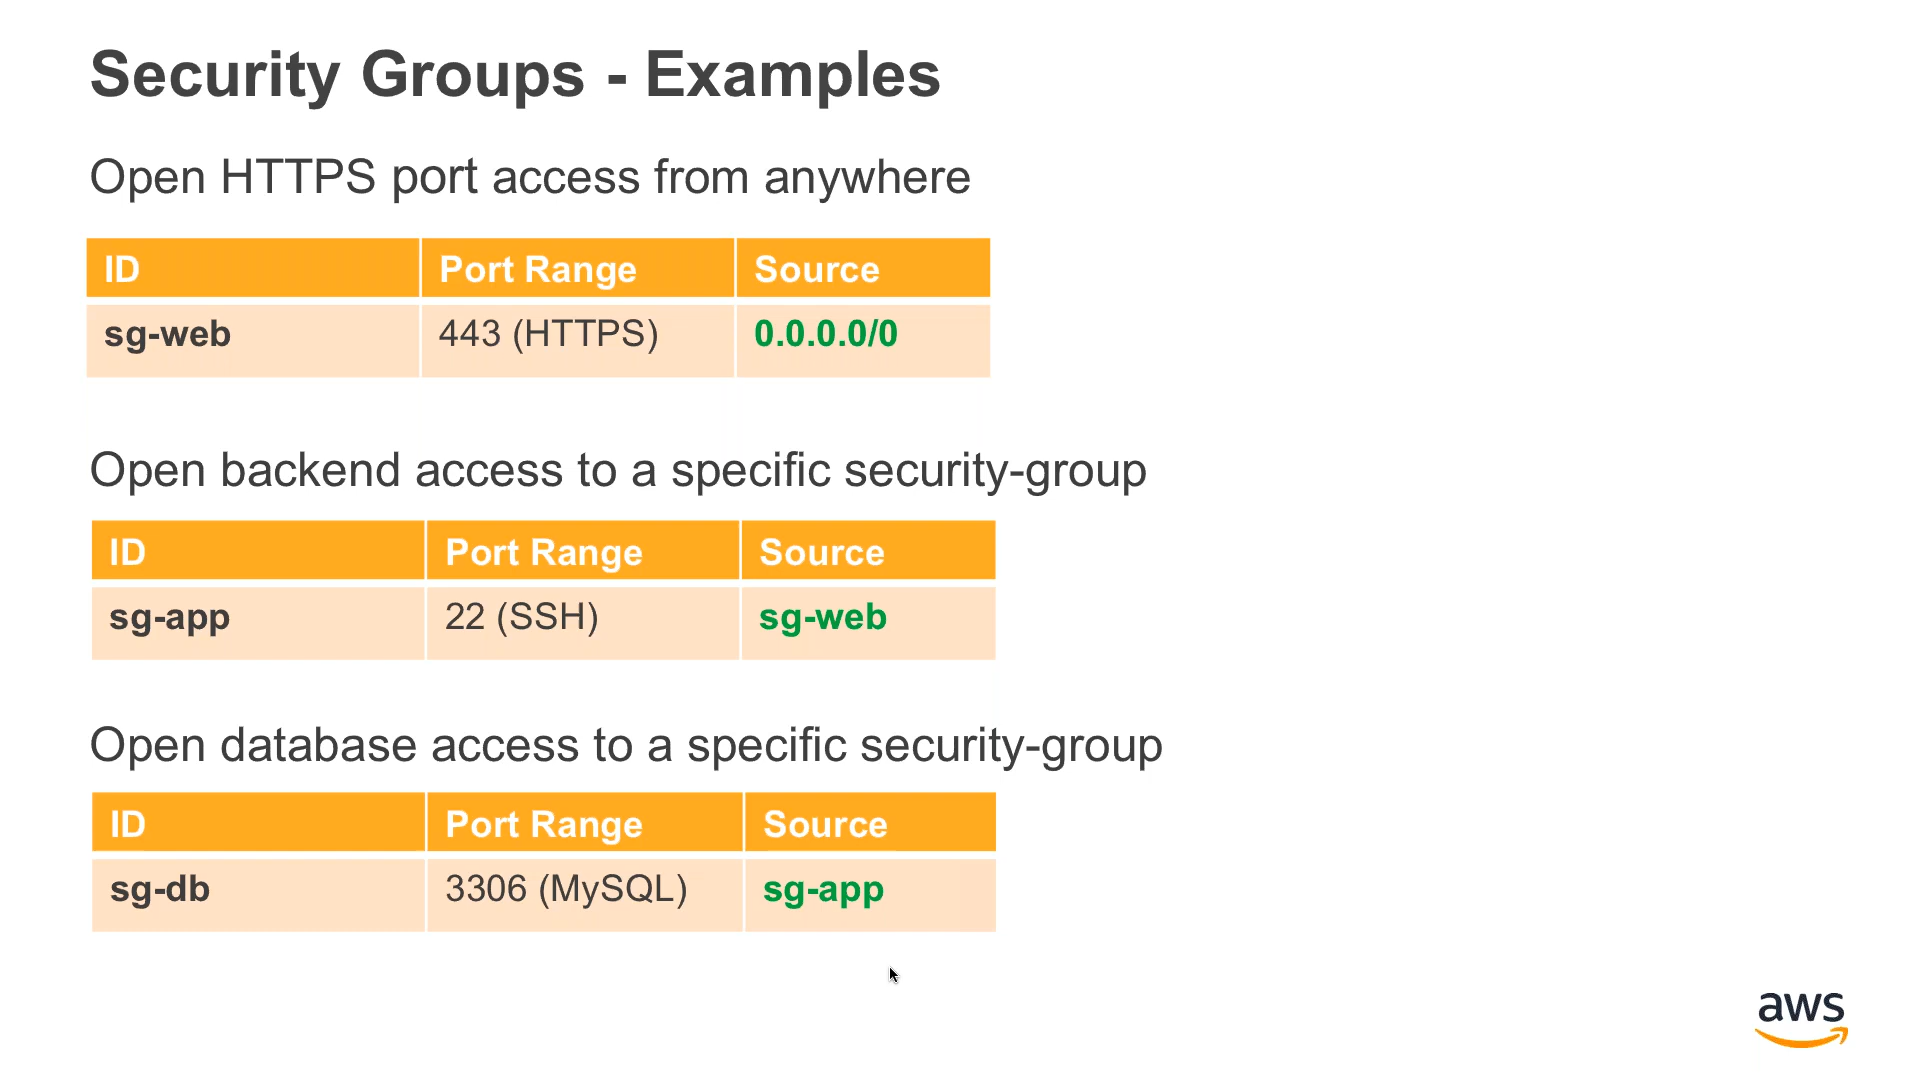 Security Groups - Examples
Open HTTPS port access from anywhere
ID Port Range Source
sg-web 443 (HTTPS) 0.0.0.0/0
Open backend access to a specific security-group
ID Port Range Source
sg-app 22 (SSH) sg-web
Open database access to a specific security-group
ID Port Range Source
sg-db 3306 (MySQL) sg-app
aws